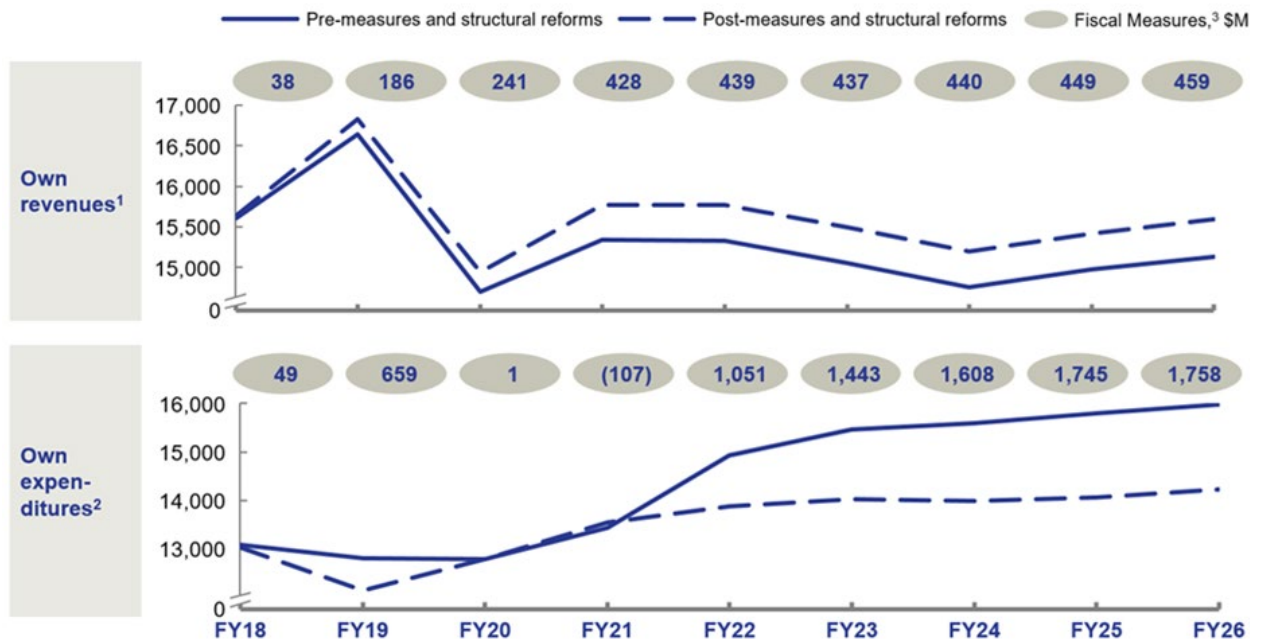 Pre-measures and structural reforms Post-measures and structural reforms Fiscal Measures,³ $M
38 186 241 428 439 437 440 449 459
Own
revenues¹
17,000
16,500
16,000
15,500
15,000
0
49 659 1 (107) 1,051 1,443 1,608 1,745 1,758
Own
expen-
ditures²
16,000
15,000
14,000
13,000
0
FY18 FY19 FY20 FY21 FY22 FY23 FY24 FY25 FY26